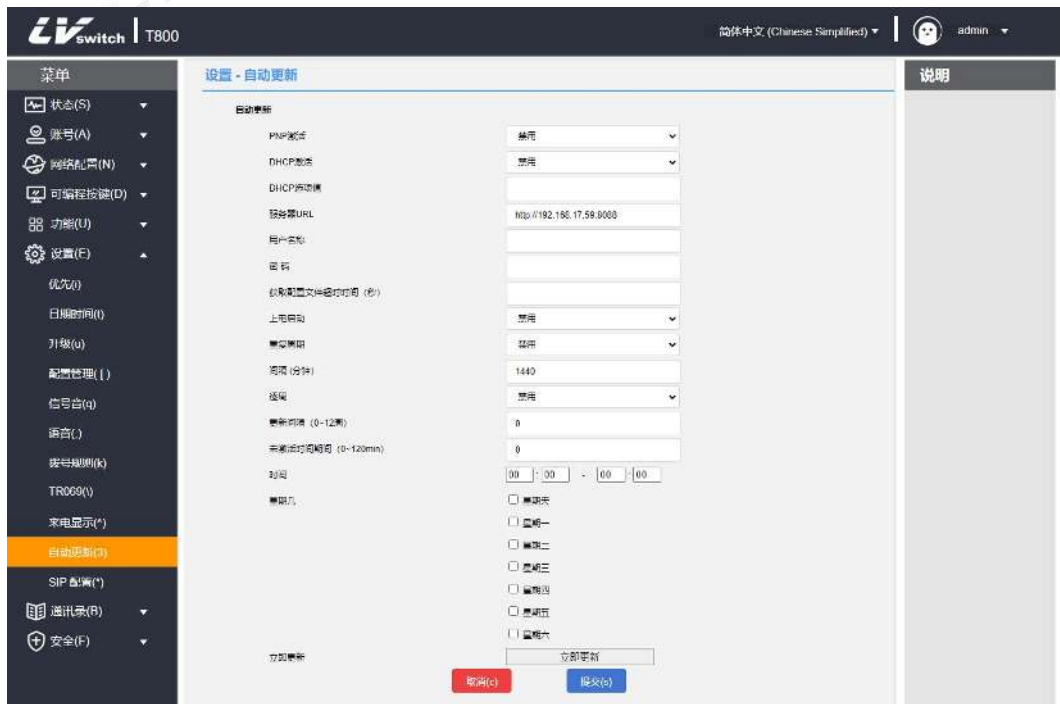 LVswitch T800
简体中文 (Chinese Simplified)
admin
菜单
状态(S)
账号(A)
网络配置(N)
可编程按键(D)
功能(U)
设置(E)
优先(i)
日期时间(t)
升级(u)
配置管理([)
信号音(q)
语言(.)
拨号规则(k)
TR069(\)
来电显示(^)
自动更新(3)
SIP 配置(*)
通讯录(B)
安全(F)
设置 - 自动更新
自动更新
PNP激活 禁用
DHCP激活 禁用
DHCP选项值
服务器URL http://192.168.17.59:8088
用户名称
密码
获取配置文件超时时间 (秒)
上电启动 禁用
重复周期 禁用
间隔 (分钟) 1440
逐周 禁用
更新间隔 (0~12周) 0
未激活时间期间 (0~120min) 0
时间 00 : 00 - 00 : 00
星期几
星期天
星期一
星期二
星期三
星期四
星期五
星期六
立即更新 立即更新
取消(c) 提交(s)
说明